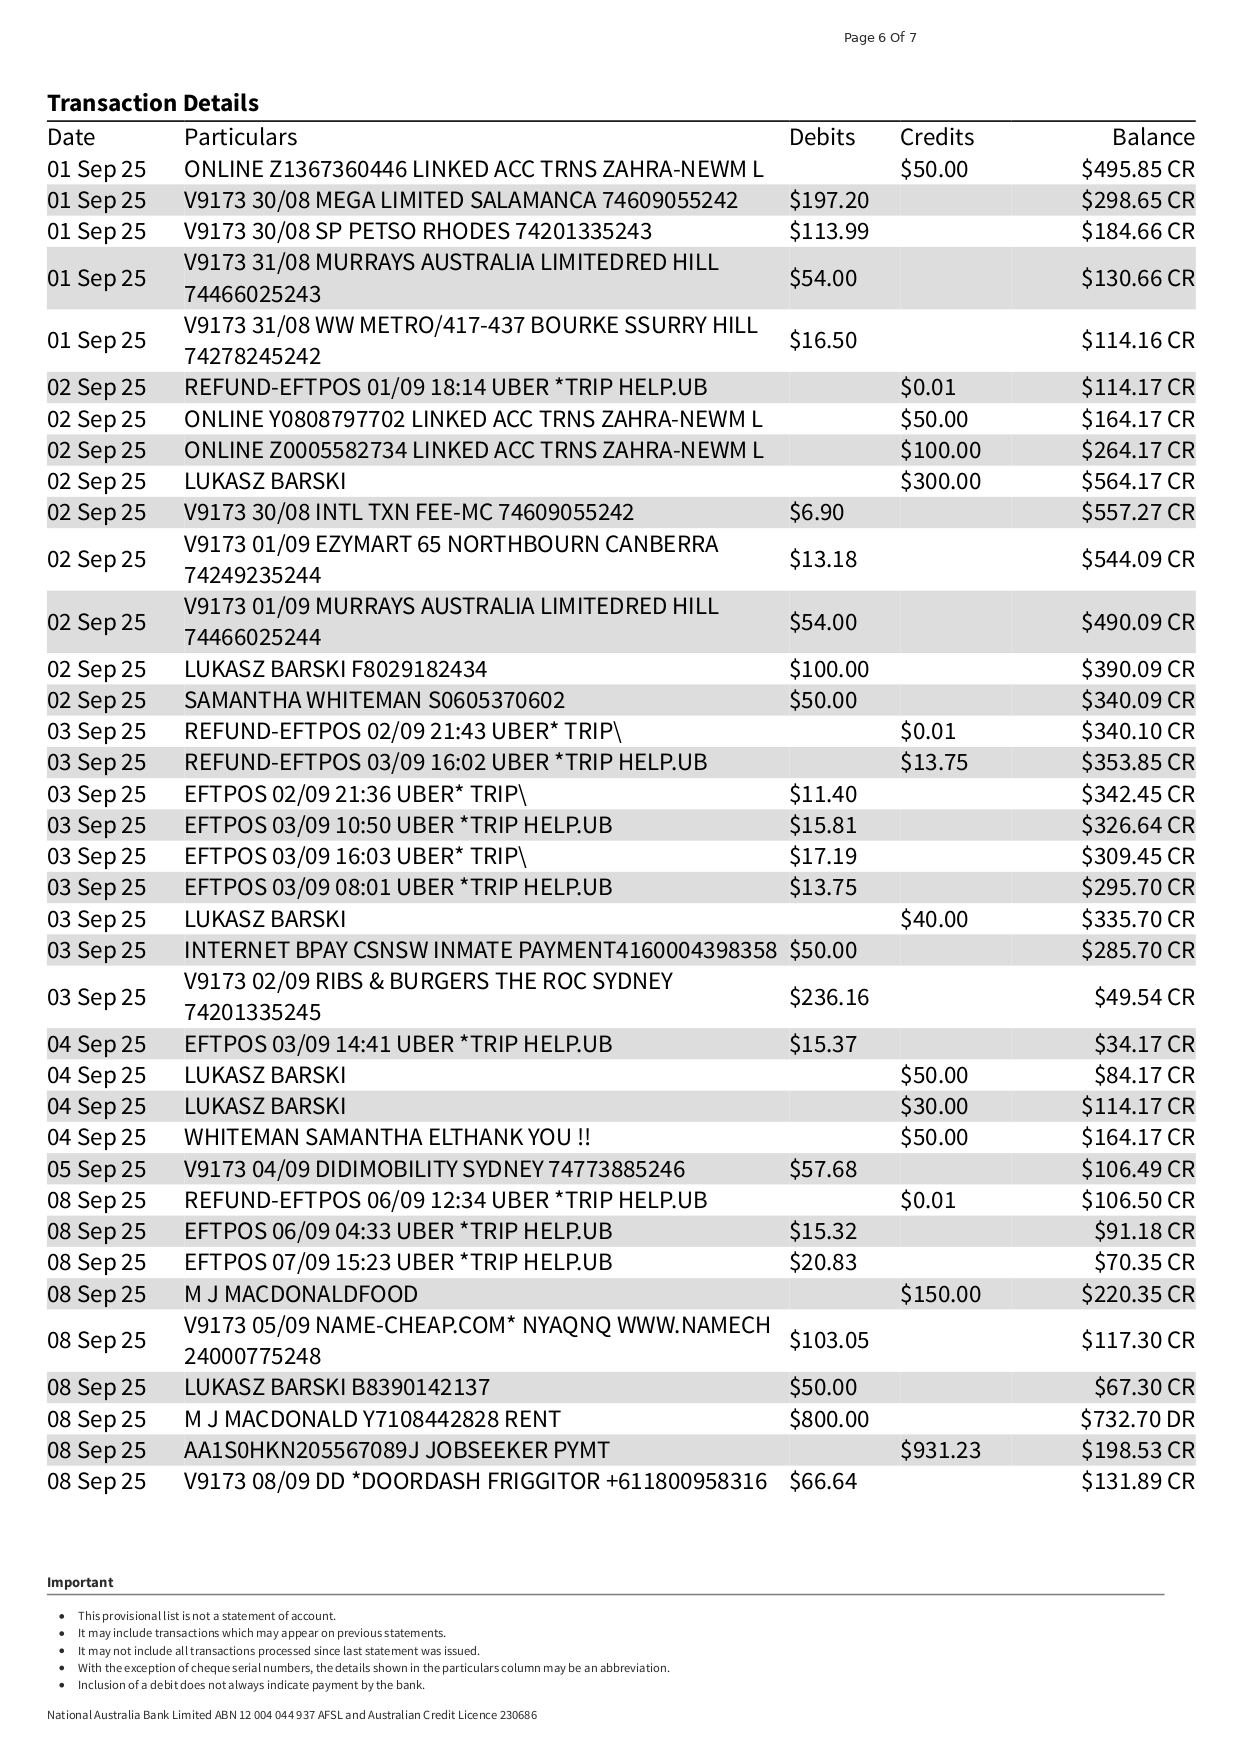 Page 6 Of 7
Transaction Details
Date Particulars Debits Credits Balance
01 Sep 25 ONLINE Z1367360446 LINKED ACC TRNS ZAHRA-NEWM L $50.00 $495.85 CR
01 Sep 25 V9173 30/08 MEGA LIMITED SALAMANCA 74609055242 $197.20 $298.65 CR
01 Sep 25 V9173 30/08 SP PETSO RHODES 74201335243 $113.99 $184.66 CR
01 Sep 25 V9173 31/08 MURRAYS AUSTRALIA LIMITEDRED HILL $54.00 $130.66 CR
74466025243
01 Sep 25 V9173 31/08 WW METRO/417-437 BOURKE SSURRY HILL $16.50 $114.16 CR
74278245242
02 Sep 25 REFUND-EFTPOS 01/09 18:14 UBER *TRIP HELP.UB $0.01 $114.17 CR
02 Sep 25 ONLINE Y0808797702 LINKED ACC TRNS ZAHRA-NEWM L $50.00 $164.17 CR
02 Sep 25 ONLINE Z0005582734 LINKED ACC TRNS ZAHRA-NEWM L $100.00 $264.17 CR
02 Sep 25 LUKASZ BARSKI $300.00 $564.17 CR
02 Sep 25 V9173 30/08 INTL TXN FEE-MC 74609055242 $6.90 $557.27 CR
02 Sep 25 V9173 01/09 EZYMART 65 NORTHBOURN CANBERRA $13.18 $544.09 CR
74249235244
02 Sep 25 V9173 01/09 MURRAYS AUSTRALIA LIMITEDRED HILL $54.00 $490.09 CR
74466025244
02 Sep 25 LUKASZ BARSKI F8029182434 $100.00 $390.09 CR
02 Sep 25 SAMANTHA WHITEMAN S0605370602 $50.00 $340.09 CR
03 Sep 25 REFUND-EFTPOS 02/09 21:43 UBER* TRIP\ $0.01 $340.10 CR
03 Sep 25 REFUND-EFTPOS 03/09 16:02 UBER *TRIP HELP.UB $13.75 $353.85 CR
03 Sep 25 EFTPOS 02/09 21:36 UBER* TRIP\ $11.40 $342.45 CR
03 Sep 25 EFTPOS 03/09 10:50 UBER *TRIP HELP.UB $15.81 $326.64 CR
03 Sep 25 EFTPOS 03/09 16:03 UBER* TRIP\ $17.19 $309.45 CR
03 Sep 25 EFTPOS 03/09 08:01 UBER *TRIP HELP.UB $13.75 $295.70 CR
03 Sep 25 LUKASZ BARSKI $40.00 $335.70 CR
03 Sep 25 INTERNET BPAY CSNSW INMATE PAYMENT4160004398358 $50.00 $285.70 CR
03 Sep 25 V9173 02/09 RIBS & BURGERS THE ROC SYDNEY $236.16 $49.54 CR
74201335245
04 Sep 25 EFTPOS 03/09 14:41 UBER *TRIP HELP.UB $15.37 $34.17 CR
04 Sep 25 LUKASZ BARSKI $50.00 $84.17 CR
04 Sep 25 LUKASZ BARSKI $30.00 $114.17 CR
04 Sep 25 WHITEMAN SAMANTHA ELTHANK YOU !! $50.00 $164.17 CR
05 Sep 25 V9173 04/09 DIDIMOBILITY SYDNEY 74773885246 $57.68 $106.49 CR
08 Sep 25 REFUND-EFTPOS 06/09 12:34 UBER *TRIP HELP.UB $0.01 $106.50 CR
08 Sep 25 EFTPOS 06/09 04:33 UBER *TRIP HELP.UB $15.32 $91.18 CR
08 Sep 25 EFTPOS 07/09 15:23 UBER *TRIP HELP.UB $20.83 $70.35 CR
08 Sep 25 M J MACDONALDFOOD $150.00 $220.35 CR
08 Sep 25 V9173 05/09 NAME-CHEAP.COM* NYAQNQ WWW.NAMECH $103.05 $117.30 CR
24000775248
08 Sep 25 LUKASZ BARSKI B8390142137 $50.00 $67.30 CR
08 Sep 25 M J MACDONALD Y7108442828 RENT $800.00 $732.70 DR
08 Sep 25 AA1S0HKN205567089J JOBSEEKER PYMT $931.23 $198.53 CR
08 Sep 25 V9173 08/09 DD *DOORDASH FRIGGITOR +611800958316 $66.64 $131.89 CR
Important
• This provisional list is not a statement of account.
• It may include transactions which may appear on previous statements.
• It may not include all transactions processed since last statement was issued.
• With the exception of cheque serial numbers, the details shown in the particulars column may be an abbreviation.
• Inclusion of a debit does not always indicate payment by the bank.
National Australia Bank Limited ABN 12 004 044 937 AFSL and Australian Credit Licence 230686